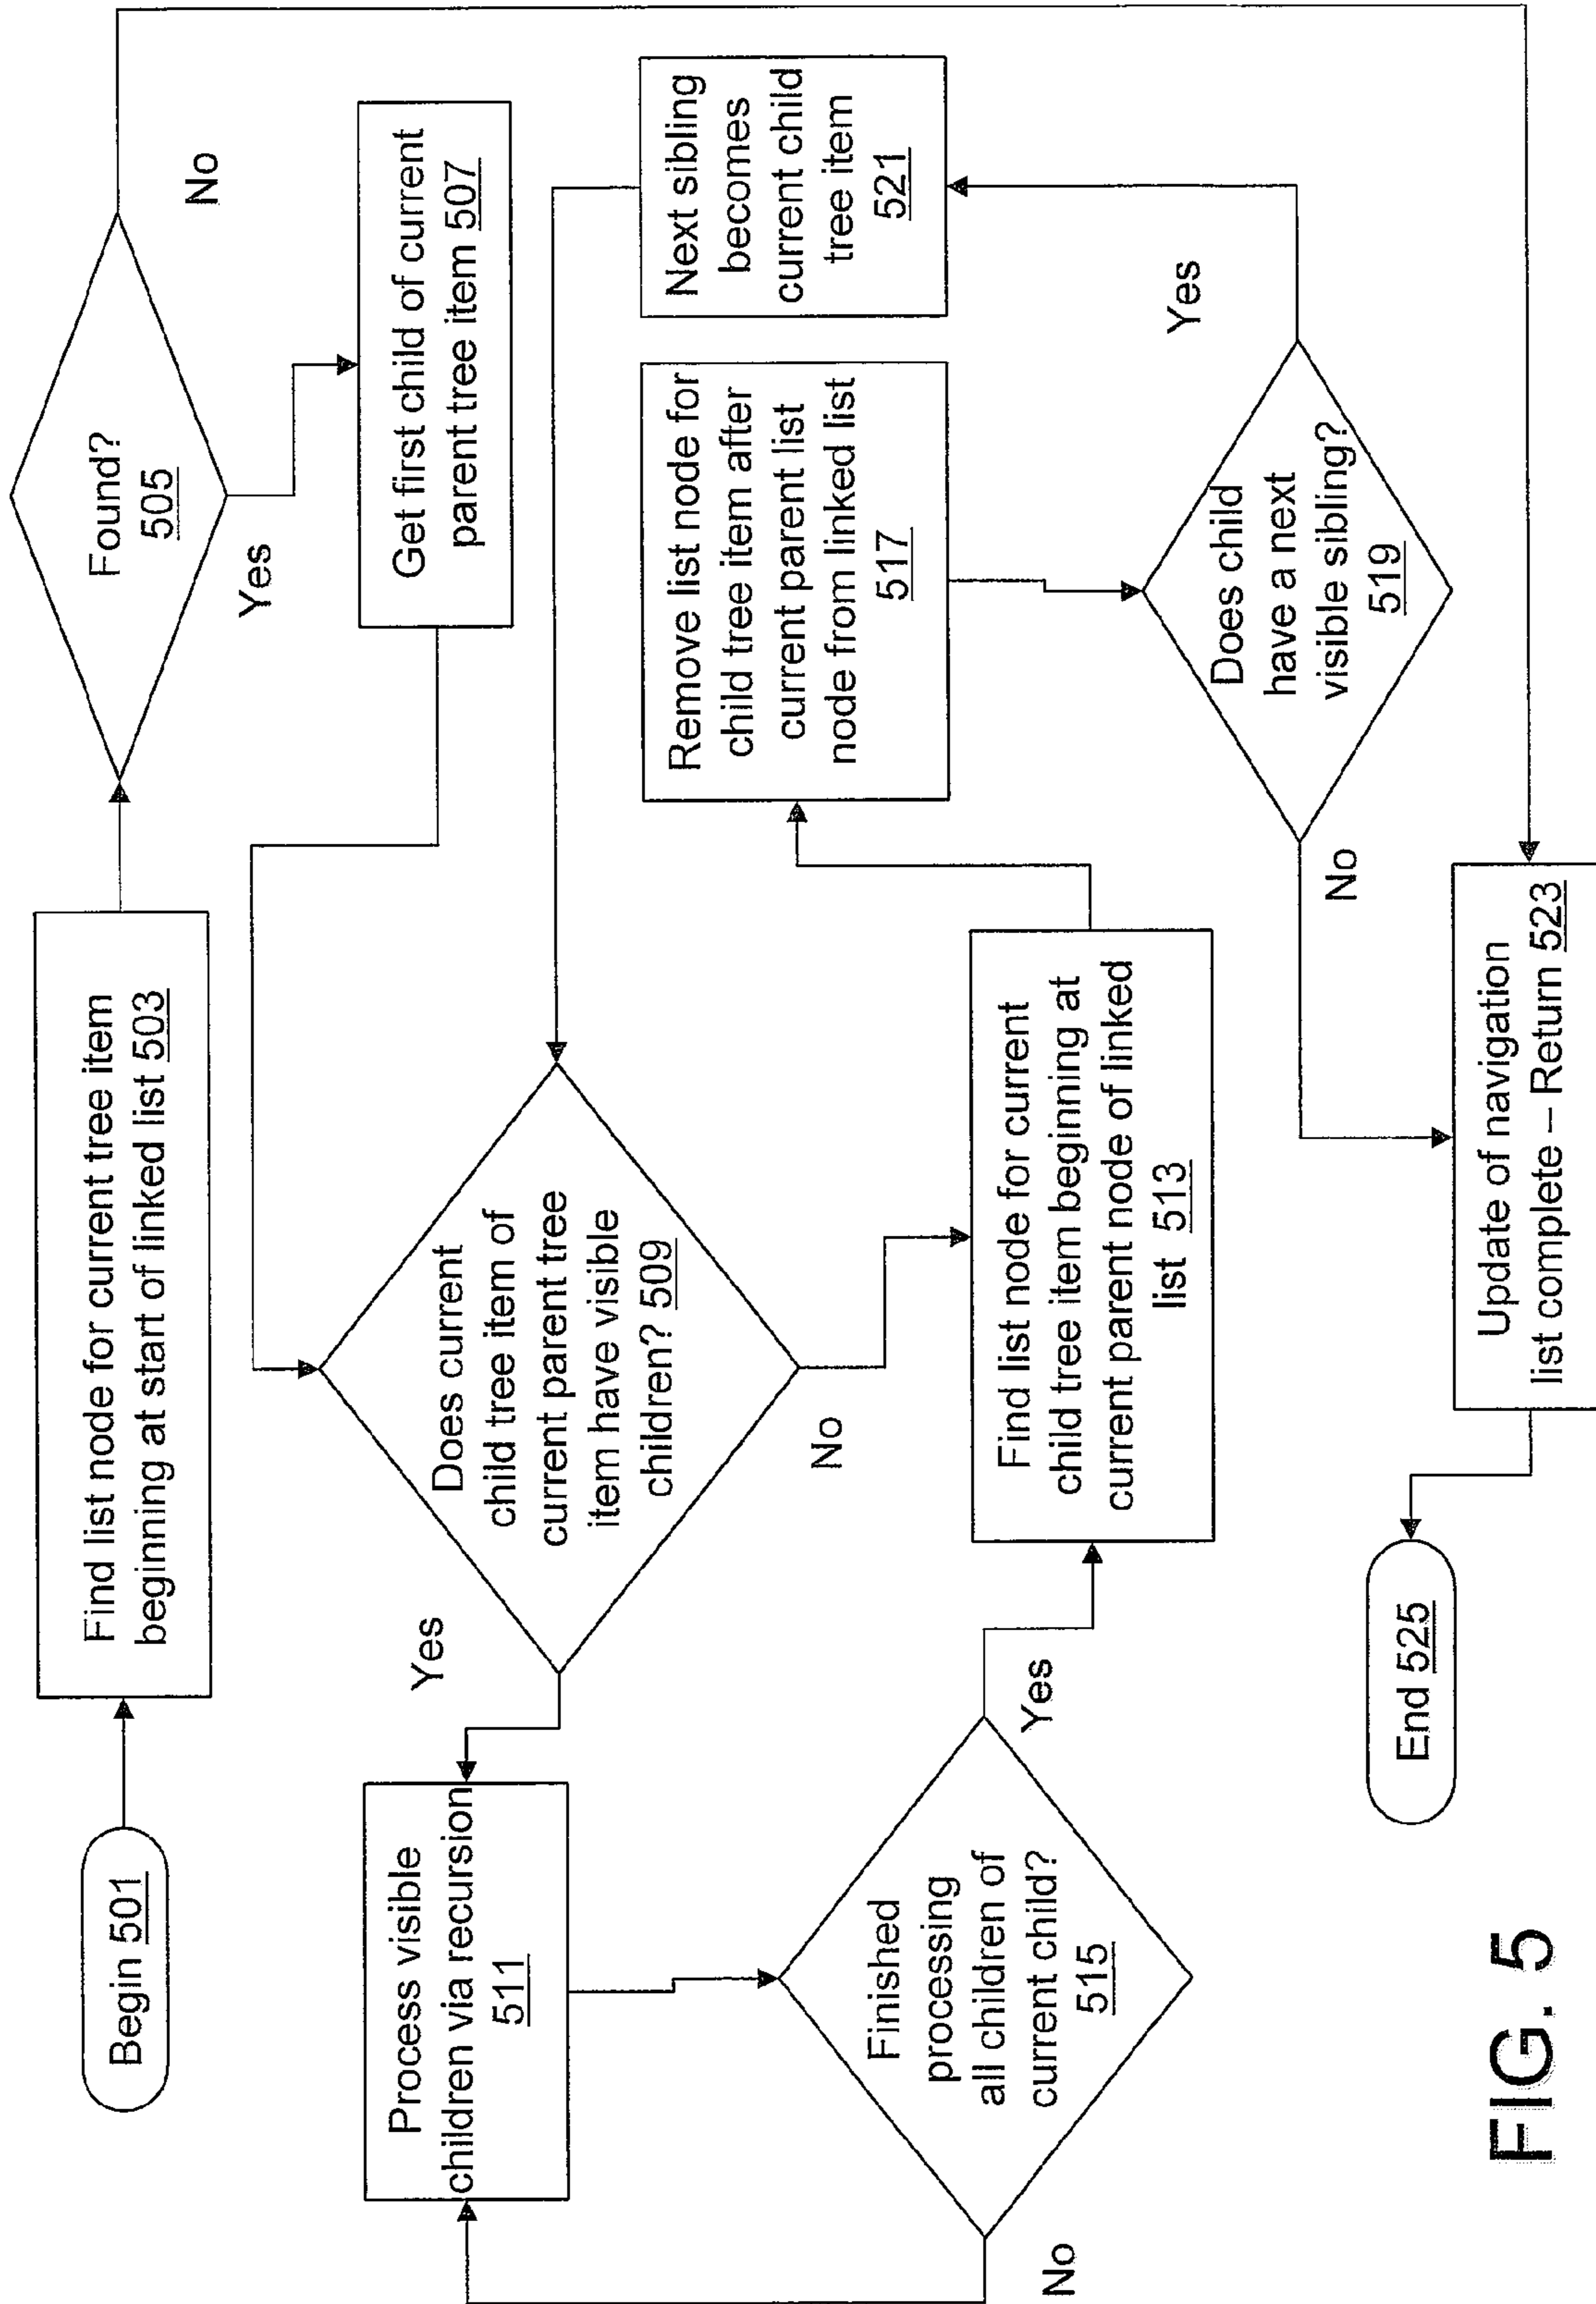 Begin 501
Find list node for current tree item
beginning at start of linked list 503
Found?
505
No
Yes
Get first child of current
parent tree item 507
Does current
child tree item of
current parent tree
item have visible
children? 509
Yes
No
Process visible
children via recursion
511
Finished
processing
all children of
current child?
515
Yes
No
Find list node for current
child tree item beginning at
current parent node of linked
list 513
Remove list node for
child tree item after
current parent list
node from linked list
517
Does child
have a next
visible sibling?
519
Yes
No
Next sibling
becomes
current child
tree item
521
Update of navigation
list complete – Return 523
End 525
FIG. 5